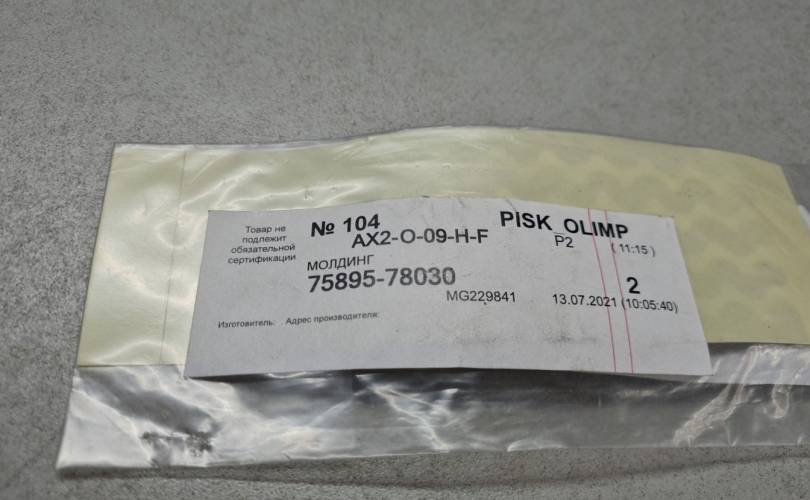 Товар не
подлежит
обязательной
сертификации
№ 104
PISK_OLIMP
AX2-O-09-H-F
P2
(11:15)
МОЛДИНГ
75895-78030
2
MG229841
13.07.2021 (10:05:40)
Изготовитель: . Адрес производителя: